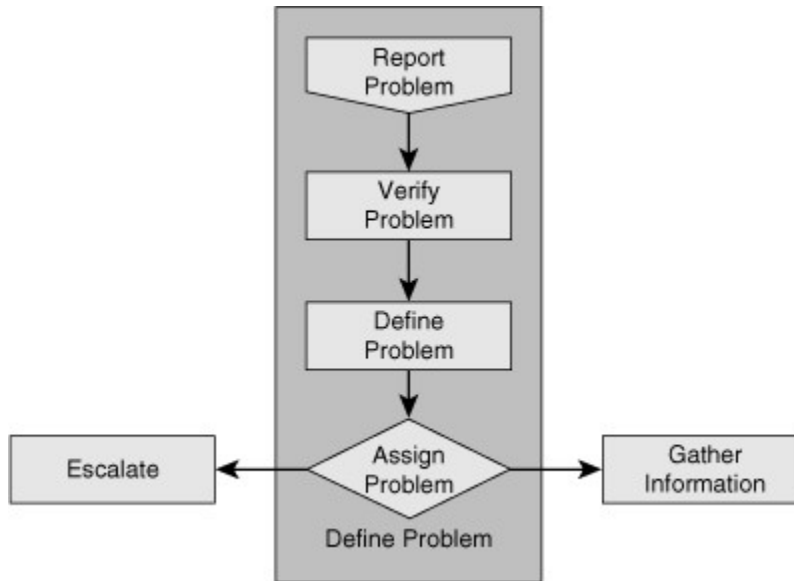 Report
Problem
Verify
Problem
Define
Problem
Escalate
Assign
Problem
Gather
Information
Define Problem